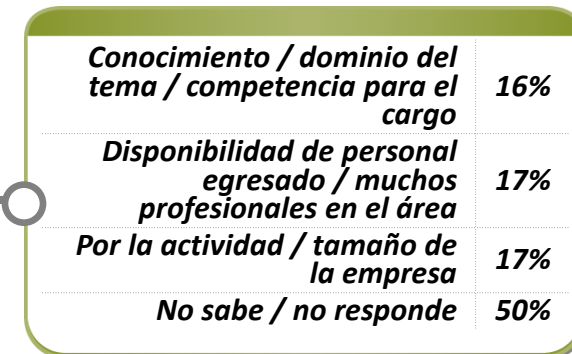 Conocimiento / dominio del
tema / competencia para el
cargo
16%
Disponibilidad de personal
egresado / muchos
profesionales en el área
17%
Por la actividad / tamaño de
la empresa
17%
No sabe / no responde
50%